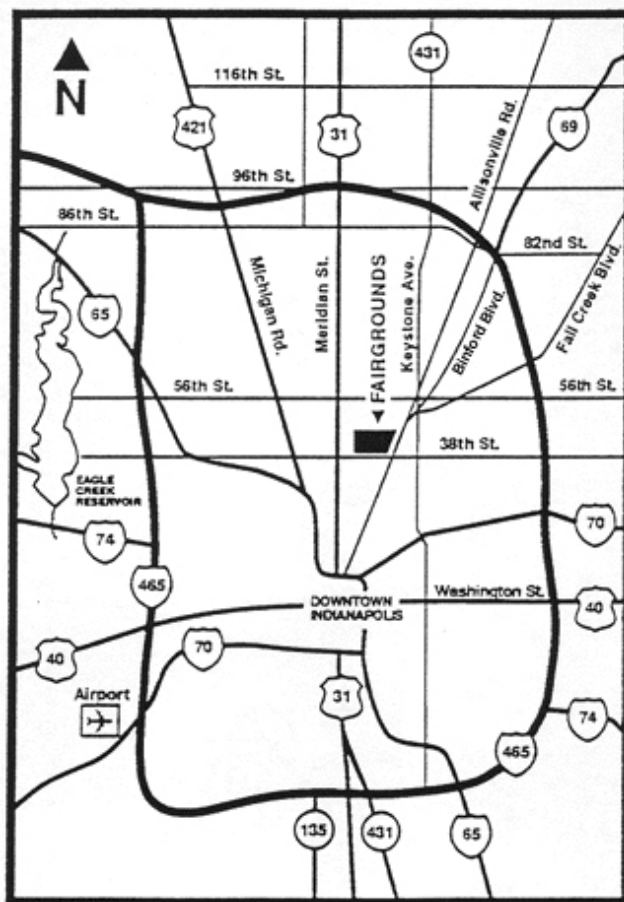 431
116th St.
N
421
31
69
Allisonville Rd.
96th St.
86th St.
82nd St.
FAIRGROUNDS
Keystone Ave.
Meridian St.
Michigan Rd.
Binford Blvd.
Fall Creek Blvd.
65
56th St.
56th St.
38th St.
EAGLE
CREEK
RESERVOIR
74
70
465
DOWNTOWN
INDIANAPOLIS
Washington St.
40
40
70
Airport
31
74
465
135
431
65